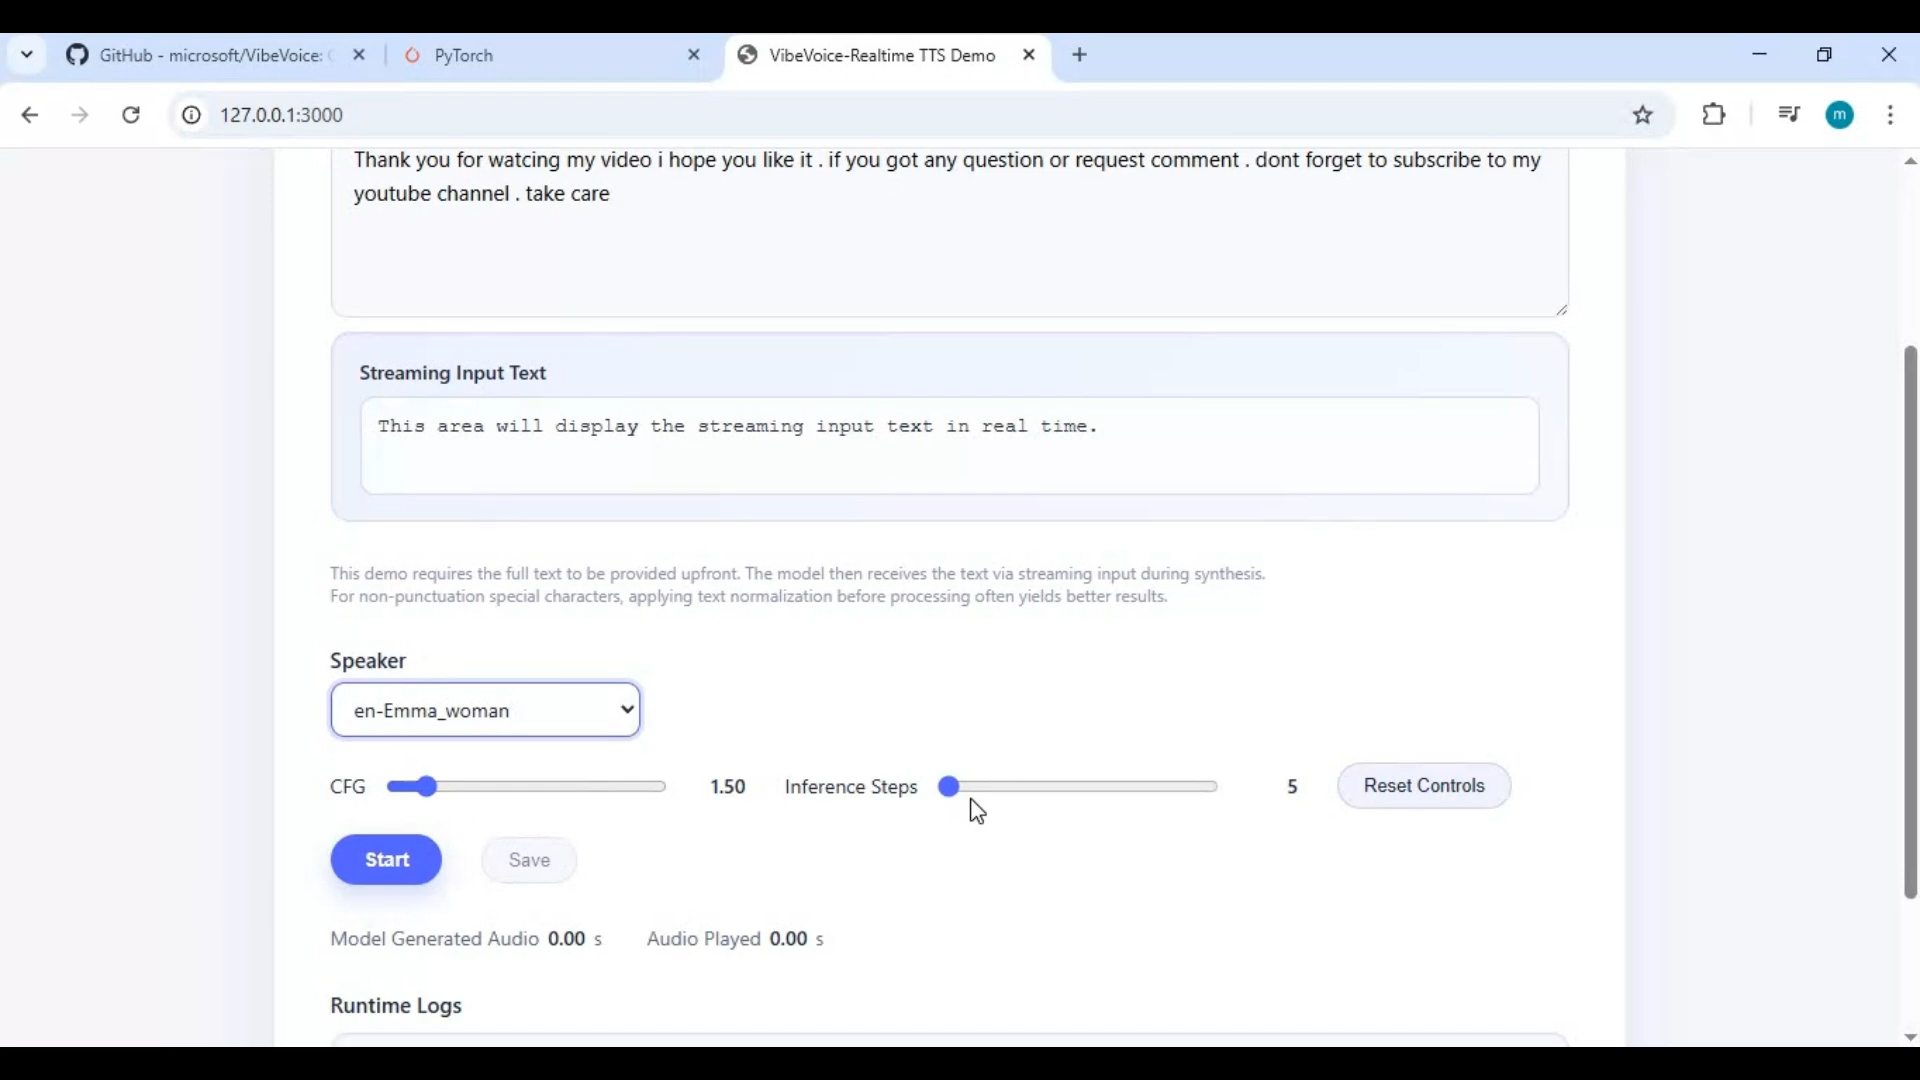 GitHub - microsoft/VibeVoice:
PyTorch
VibeVoice-Realtime TTS Demo
127.0.0.1:3000
m
Thank you for watcing my video i hope you like it . if you got any question or request comment . dont forget to subscribe to my
youtube channel . take care
Streaming Input Text
This area will display the streaming input text in real time.
This demo requires the full text to be provided upfront. The model then receives the text via streaming input during synthesis.
For non-punctuation special characters, applying text normalization before processing often yields better results.
Speaker
en-Emma_woman
CFG 1.50 Inference Steps 5 Reset Controls
Start Save
Model Generated Audio 0.00 s Audio Played 0.00 s
Runtime Logs